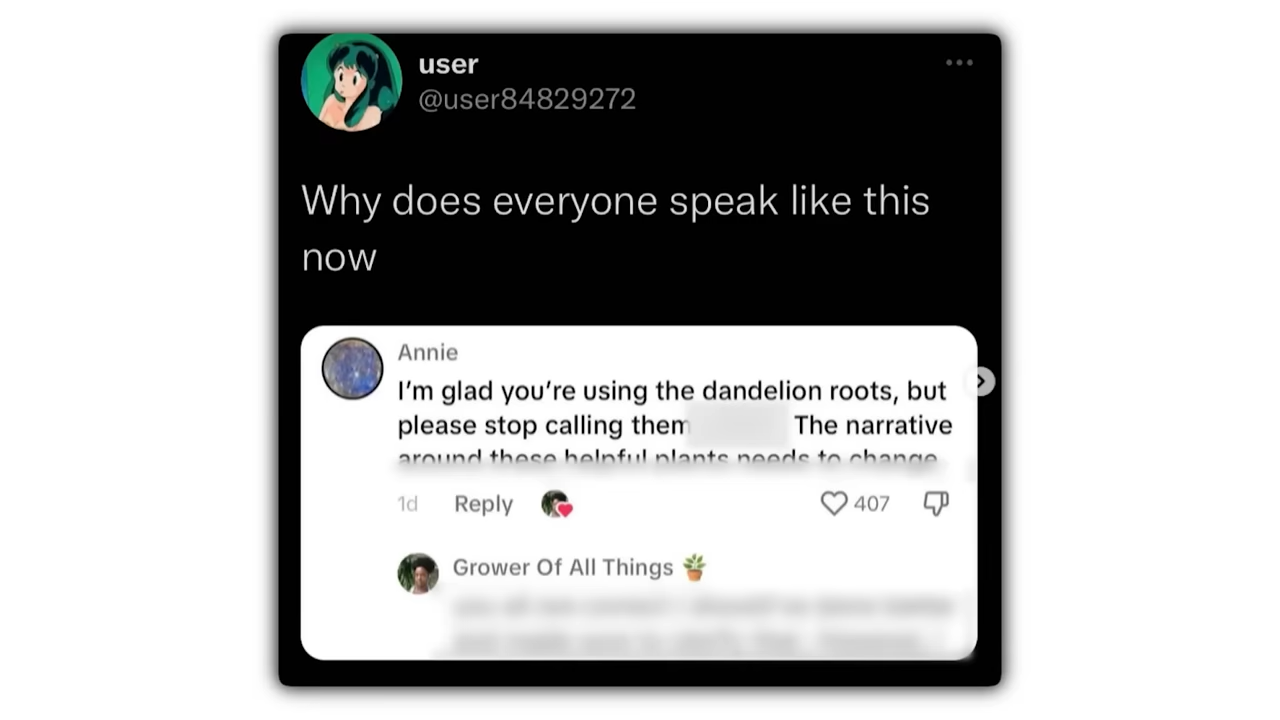 user
@user84829272
Why does everyone speak like this
now
Annie
I'm glad you're using the dandelion roots, but
please stop calling them The narrative
around these helpful plants needs to change
1d Reply 407
Grower Of All Things